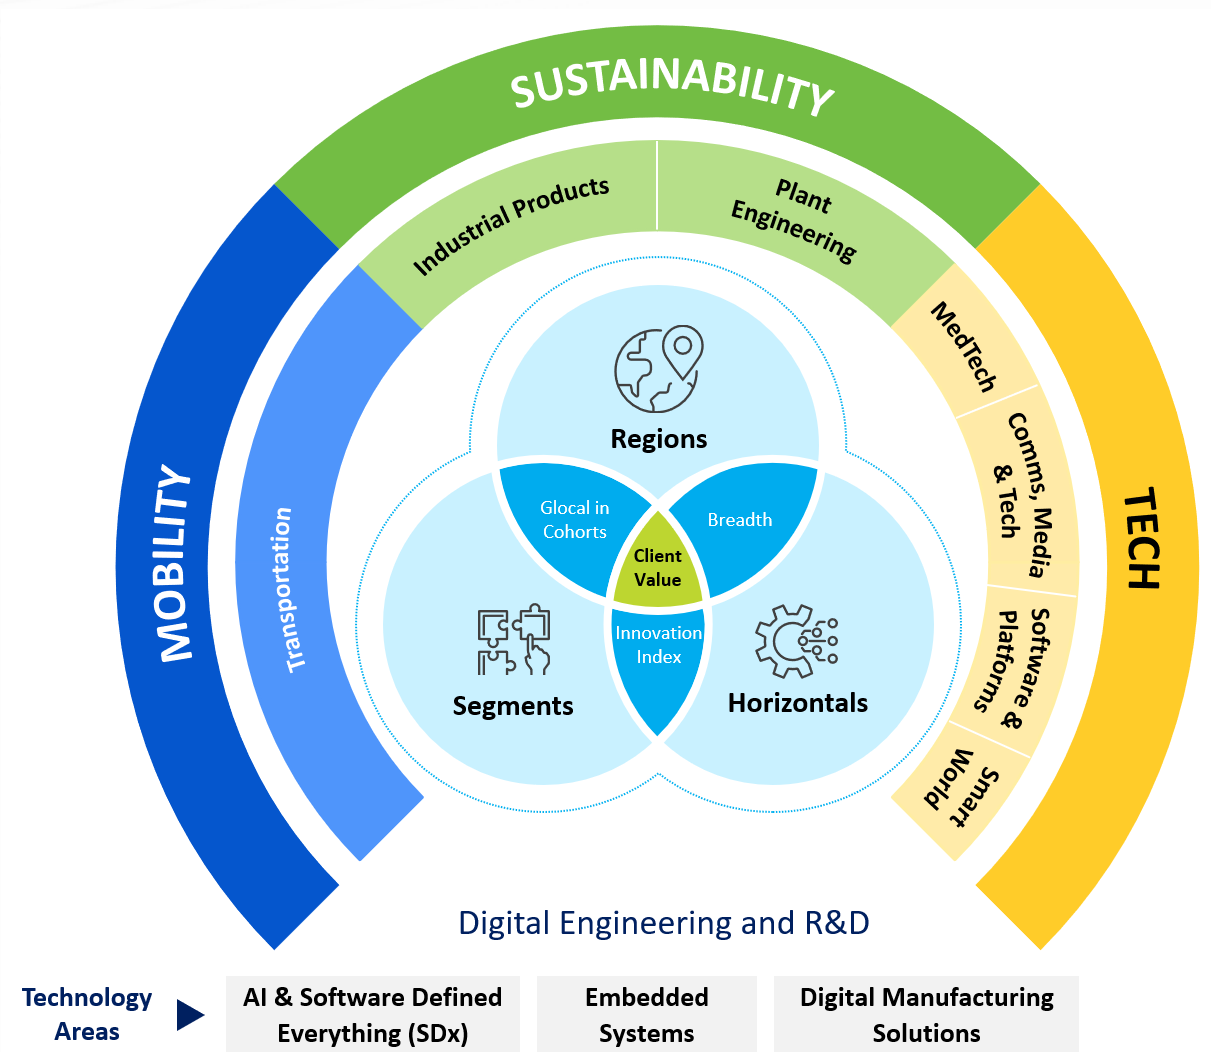 SUSTAINABILITY
MOBILITY
TECH
Industrial Products
Plant
Engineering
Transportation
MedTech
Comms, Media
& Tech
Software &
Platforms
Smart
World
Regions
Glocal in
Cohorts
Breadth
Client
Value
Innovation
Index
Segments
Horizontals
Digital Engineering and R&D
Technology
Areas
AI & Software Defined
Everything (SDx)
Embedded
Systems
Digital Manufacturing
Solutions